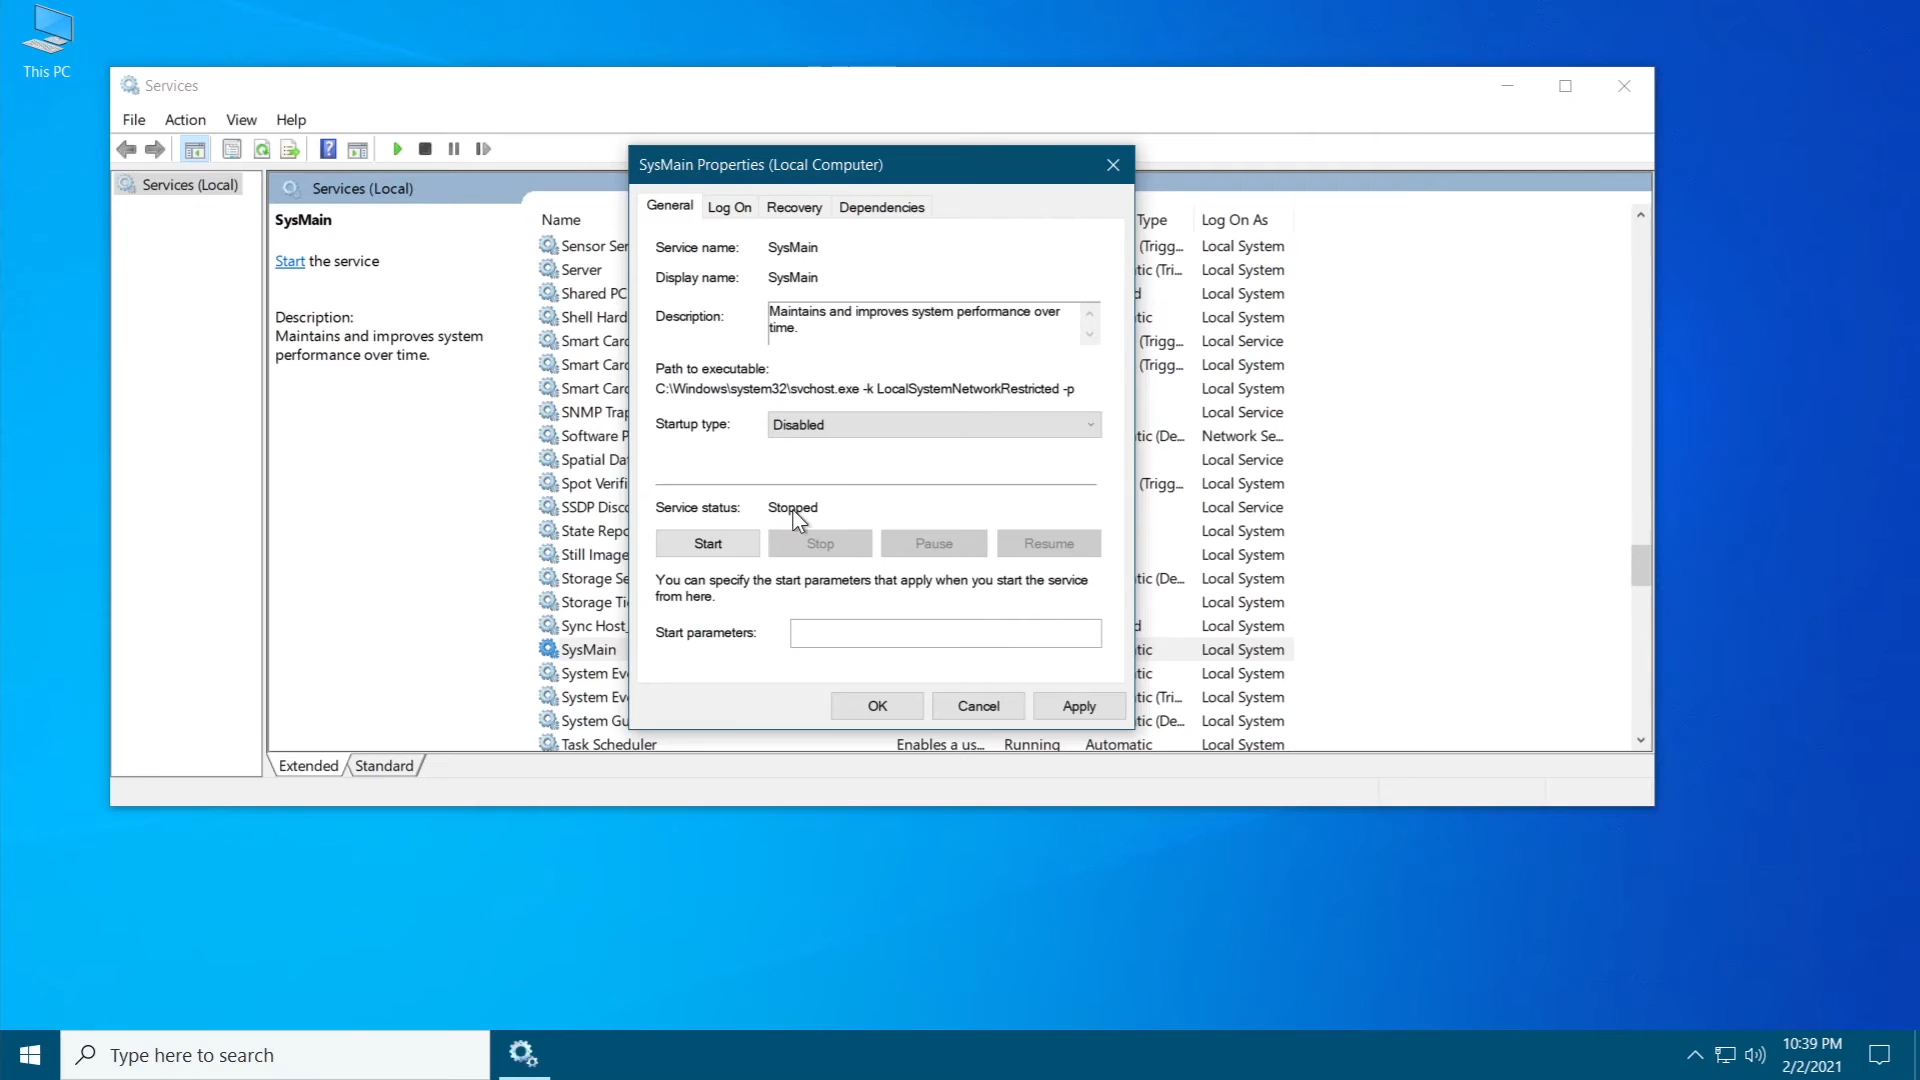 This PC
Services
File Action View Help
Services (Local)
Services (Local)
SysMain
Start the service
Description:
Maintains and improves system
performance over time.
Name Type Log On As
Sensor Ser (Trigg... Local System
Server tic (Tri... Local System
Shared PC d Local System
Shell Hard tic Local System
Smart Card (Trigg... Local Service
Smart Card (Trigg... Local System
Smart Card Local System
SNMP Trap Local Service
Software P tic (De... Network Se...
Spatial Dat Local Service
Spot Verifi (Trigg... Local System
SSDP Disco Local Service
State Repo Local System
Still Image Local System
Storage Se tic (De... Local System
Storage Ti Local System
Sync Host_ d Local System
SysMain tic Local System
System Eve tic Local System
System Eve tic (Tri... Local System
System Gu tic (De... Local System
Task Scheduler Enables a us... Running Automatic Local System
Extended Standard
SysMain Properties (Local Computer)
General Log On Recovery Dependencies
Service name: SysMain
Display name: SysMain
Description: Maintains and improves system performance over
time.
Path to executable:
C:\Windows\system32\svchost.exe -k LocalSystemNetworkRestricted -p
Startup type: Disabled
Service status: Stopped
Start Stop Pause Resume
You can specify the start parameters that apply when you start the service
from here.
Start parameters:
OK Cancel Apply
Type here to search
10:39 PM
2/2/2021